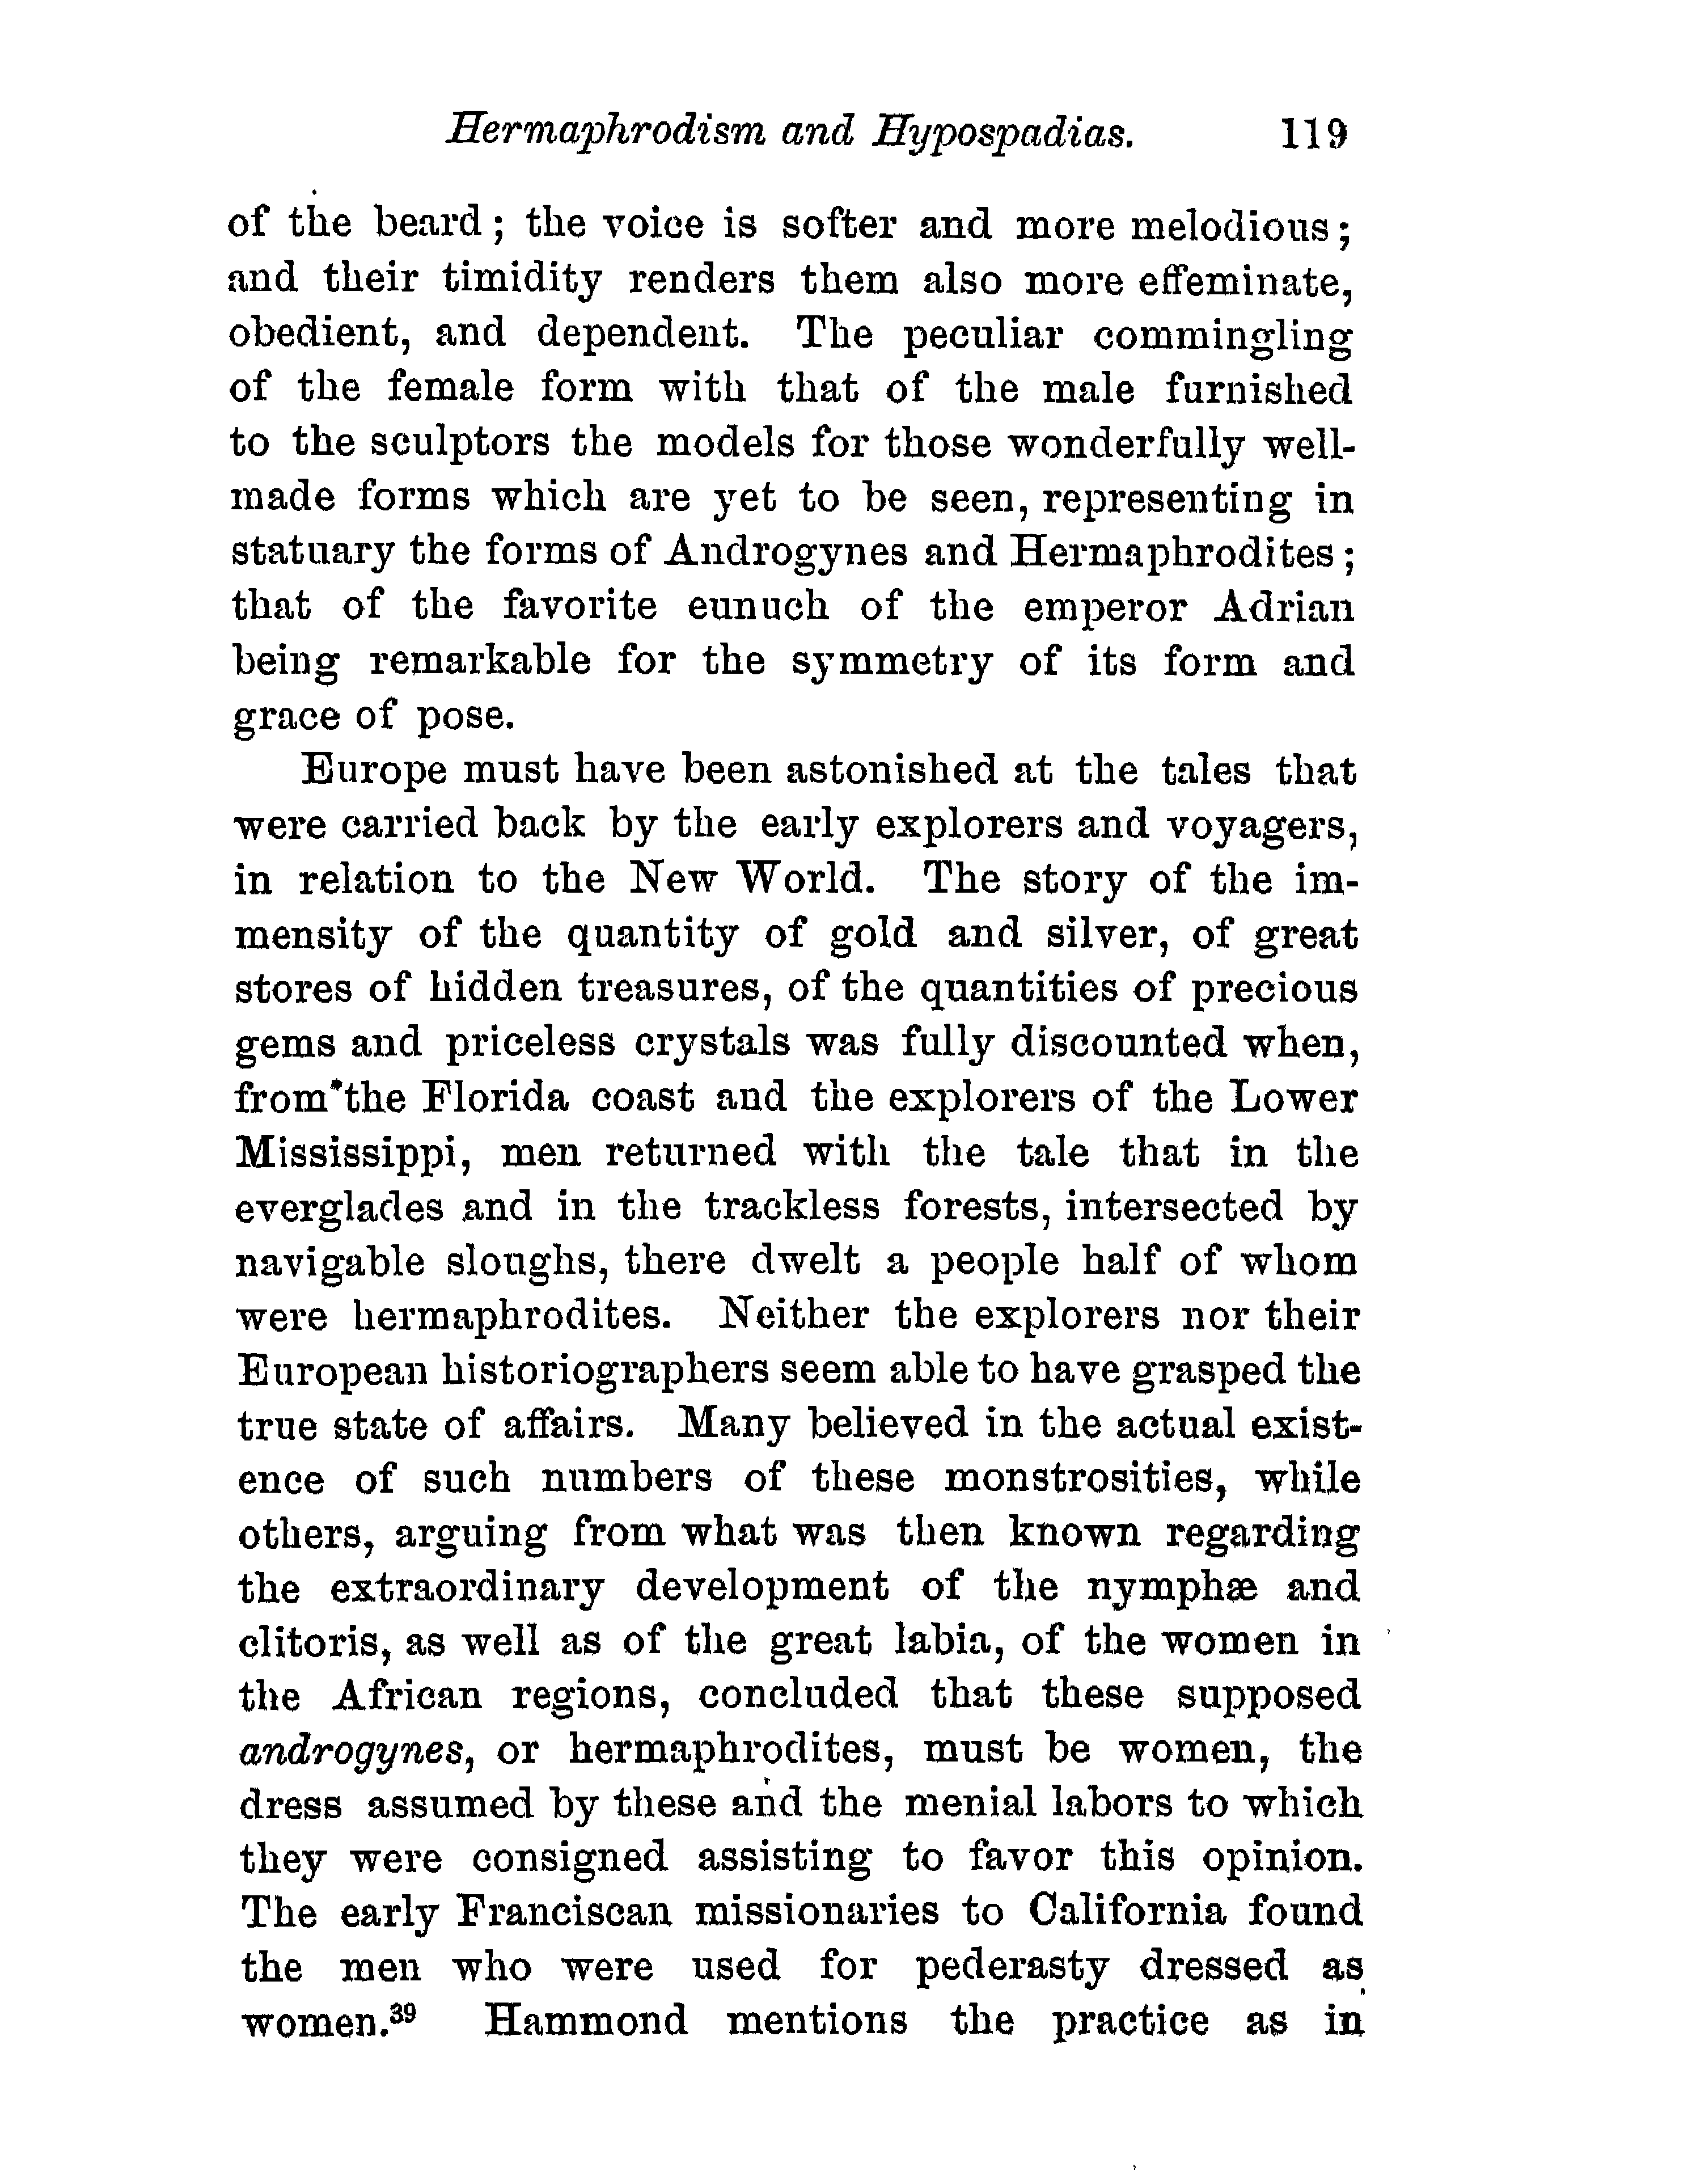 Hermaphrodism and Hypospadias. 119
of the beard; the voice is softer and more melodious;
and their timidity renders them also more effeminate,
obedient, and dependent. The peculiar commingling
of the female form with that of the male furnished
to the sculptors the models for those wonderfully well-
made forms which are yet to be seen, representing in
statuary the forms of Androgynes and Hermaphrodites;
that of the favorite eunuch of the emperor Adrian
being remarkable for the symmetry of its form and
grace of pose.
Europe must have been astonished at the tales that
were carried back by the early explorers and voyagers,
in relation to the New World. The story of the im-
mensity of the quantity of gold and silver, of great
stores of hidden treasures, of the quantities of precious
gems and priceless crystals was fully discounted when,
from the Florida coast and the explorers of the Lower
Mississippi, men returned with the tale that in the
everglades and in the trackless forests, intersected by
navigable sloughs, there dwelt a people half of whom
were hermaphrodites. Neither the explorers nor their
European historiographers seem able to have grasped the
true state of affairs. Many believed in the actual exist-
ence of such numbers of these monstrosities, while
others, arguing from what was then known regarding
the extraordinary development of the nymphæ and
clitoris, as well as of the great labia, of the women in
the African regions, concluded that these supposed
androgynes, or hermaphrodites, must be women, the
dress assumed by these and the menial labors to which
they were consigned assisting to favor this opinion.
The early Franciscan missionaries to California found
the men who were used for pederasty dressed as
women.³⁹ Hammond mentions the practice as in